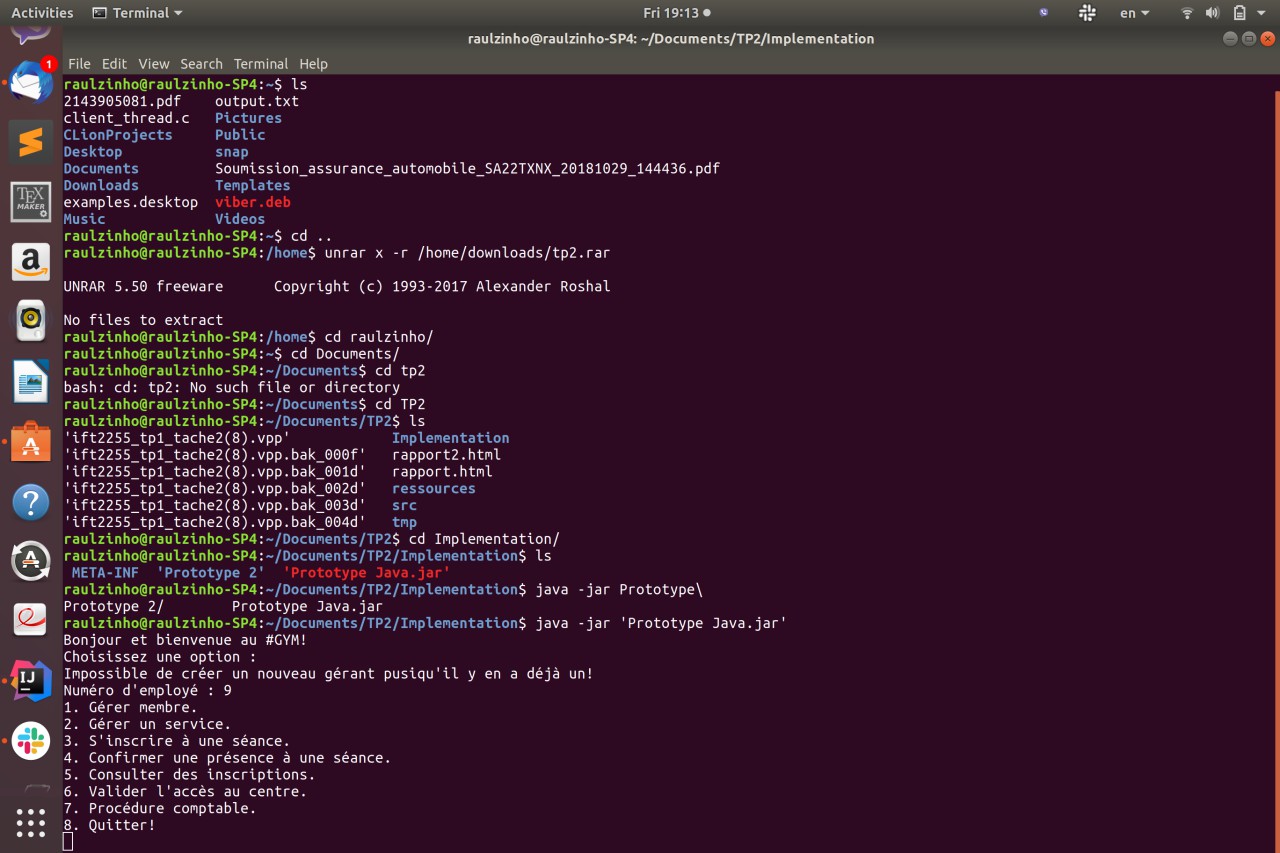 Activities Terminal Fri 19:13 en
raulzinho@raulzinho-SP4: ~/Documents/TP2/Implementation
File Edit View Search Terminal Help
1
raulzinho@raulzinho-SP4:~$ ls
2143905081.pdf output.txt
client_thread.c Pictures
CLionProjects Public
Desktop snap
Documents Soumission_assurance_automobile_SA22TXNX_20181029_144436.pdf
Downloads Templates
examples.desktop viber.deb
Music Videos
raulzinho@raulzinho-SP4:~$ cd ..
raulzinho@raulzinho-SP4:/home$ unrar x -r /home/downloads/tp2.rar
UNRAR 5.50 freeware Copyright (c) 1993-2017 Alexander Roshal
No files to extract
raulzinho@raulzinho-SP4:/home$ cd raulzinho/
raulzinho@raulzinho-SP4:~$ cd Documents/
raulzinho@raulzinho-SP4:~/Documents$ cd tp2
bash: cd: tp2: No such file or directory
raulzinho@raulzinho-SP4:~/Documents$ cd TP2
raulzinho@raulzinho-SP4:~/Documents/TP2$ ls
'ift2255_tp1_tache2(8).vpp' Implementation
'ift2255_tp1_tache2(8).vpp.bak_000f' rapport2.html
'ift2255_tp1_tache2(8).vpp.bak_001d' rapport.html
'ift2255_tp1_tache2(8).vpp.bak_002d' ressources
'ift2255_tp1_tache2(8).vpp.bak_003d' src
'ift2255_tp1_tache2(8).vpp.bak_004d' tmp
raulzinho@raulzinho-SP4:~/Documents/TP2$ cd Implementation/
raulzinho@raulzinho-SP4:~/Documents/TP2/Implementation$ ls
META-INF 'Prototype 2' 'Prototype Java.jar'
raulzinho@raulzinho-SP4:~/Documents/TP2/Implementation$ java -jar Prototype\
Prototype 2/ Prototype Java.jar
raulzinho@raulzinho-SP4:~/Documents/TP2/Implementation$ java -jar 'Prototype Java.jar'
Bonjour et bienvenue au #GYM!
Choisissez une option :
Impossible de créer un nouveau gérant pusiqu'il y en a déjà un!
Numéro d'employé : 9
1. Gérer membre.
2. Gérer un service.
3. S'inscrire à une séance.
4. Confirmer une présence à une séance.
5. Consulter des inscriptions.
6. Valider l'accès au centre.
7. Procédure comptable.
8. Quitter!
TEX
MAKER
a
A
?
A
IJ